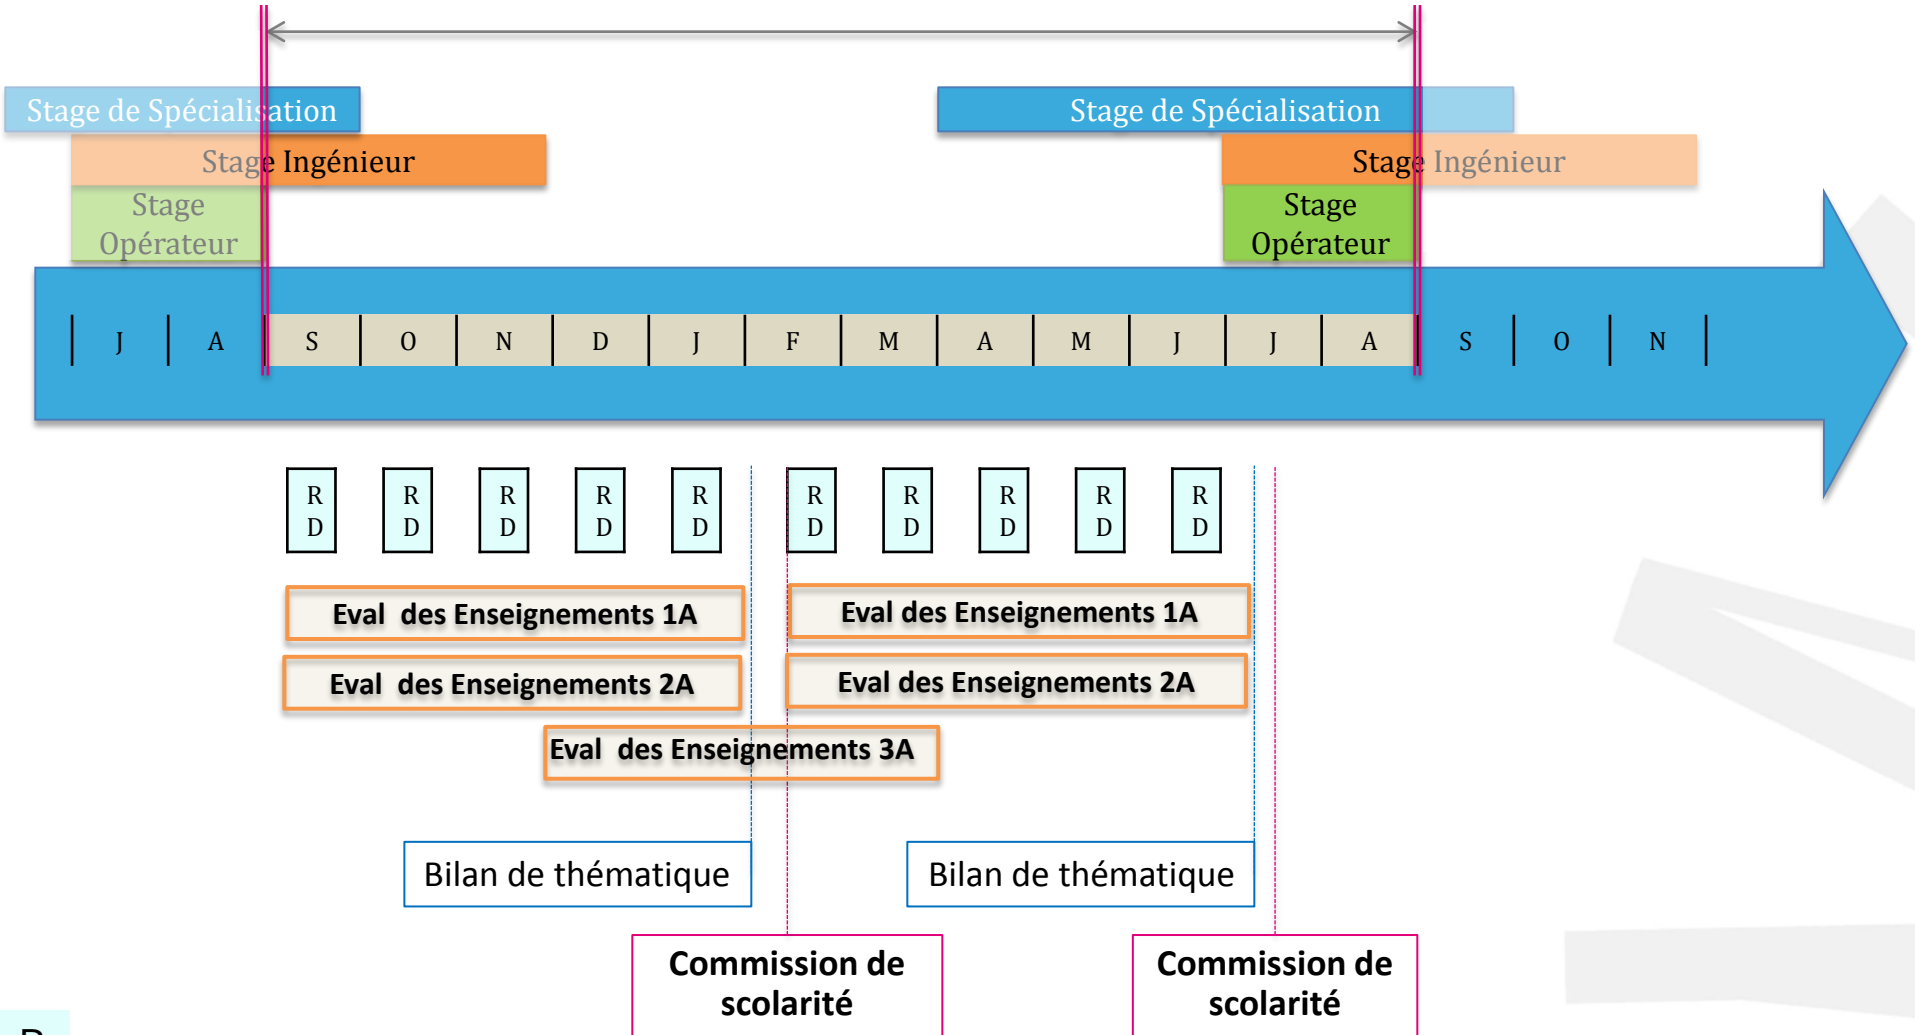 Stage de Spécialisation
Stage de Spécialisation
Stage Ingénieur
Stage Ingénieur
Stage
Opérateur
Stage
Opérateur
J A S O N D J F M A M J J A S O N
R R R R R R R R R R
D D D D D D D D D D
Eval des Enseignements 1A
Eval des Enseignements 1A
Eval des Enseignements 2A
Eval des Enseignements 2A
Eval des Enseignements 3A
Bilan de thématique
Bilan de thématique
Commission de
scolarité
Commission de
scolarité